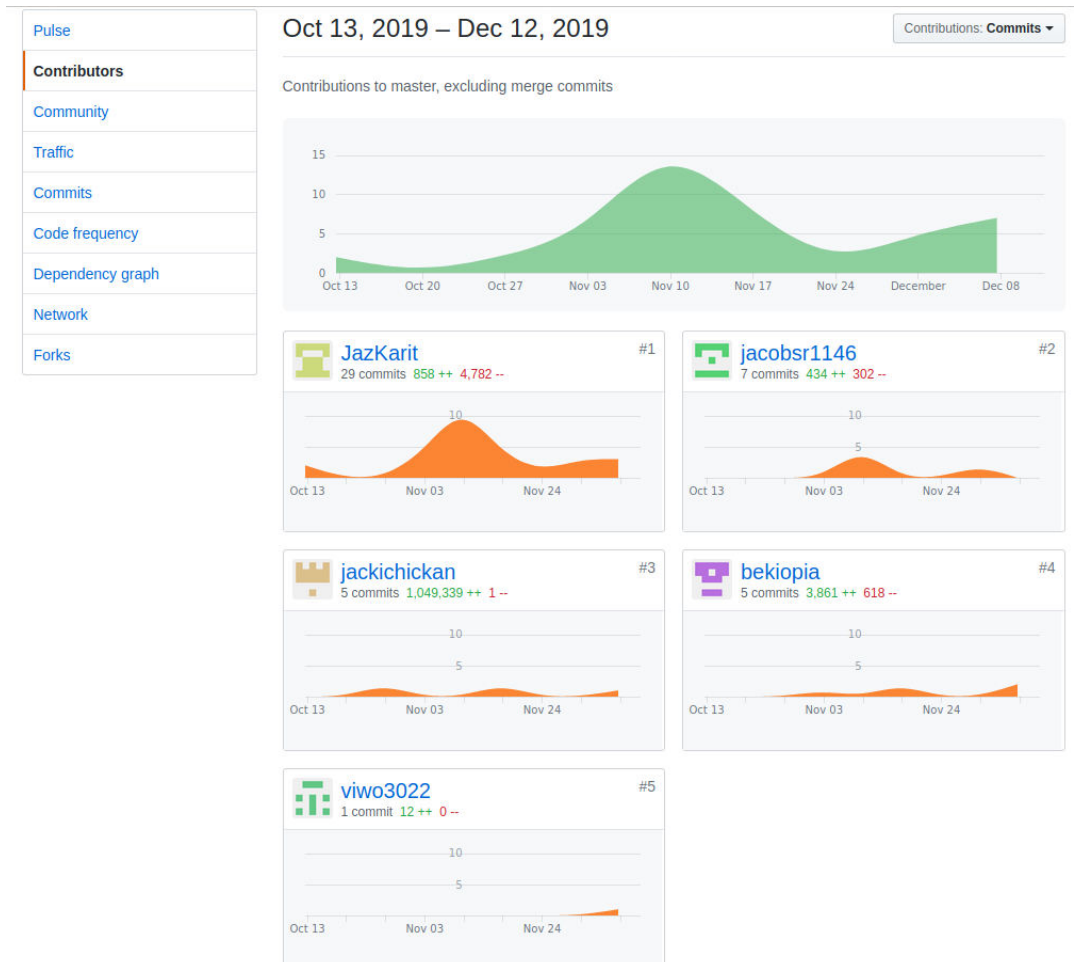 Pulse
Contributors
Community
Traffic
Commits
Code frequency
Dependency graph
Network
Forks
Oct 13, 2019 – Dec 12, 2019
Contributions: Commits
Contributions to master, excluding merge commits
15
10
5
0
Oct 13 Oct 20 Oct 27 Nov 03 Nov 10 Nov 17 Nov 24 December Dec 08
JazKarit #1
29 commits 858 ++ 4,782 --
10
Oct 13 Nov 03 Nov 24
jacobsr1146 #2
7 commits 434 ++ 302 --
10
5
Oct 13 Nov 03 Nov 24
jackichickan #3
5 commits 1,049,339 ++ 1 --
10
5
Oct 13 Nov 03 Nov 24
bekiopia #4
5 commits 3,861 ++ 618 --
10
5
Oct 13 Nov 03 Nov 24
viwo3022 #5
1 commit 12 ++ 0 --
10
5
Oct 13 Nov 03 Nov 24